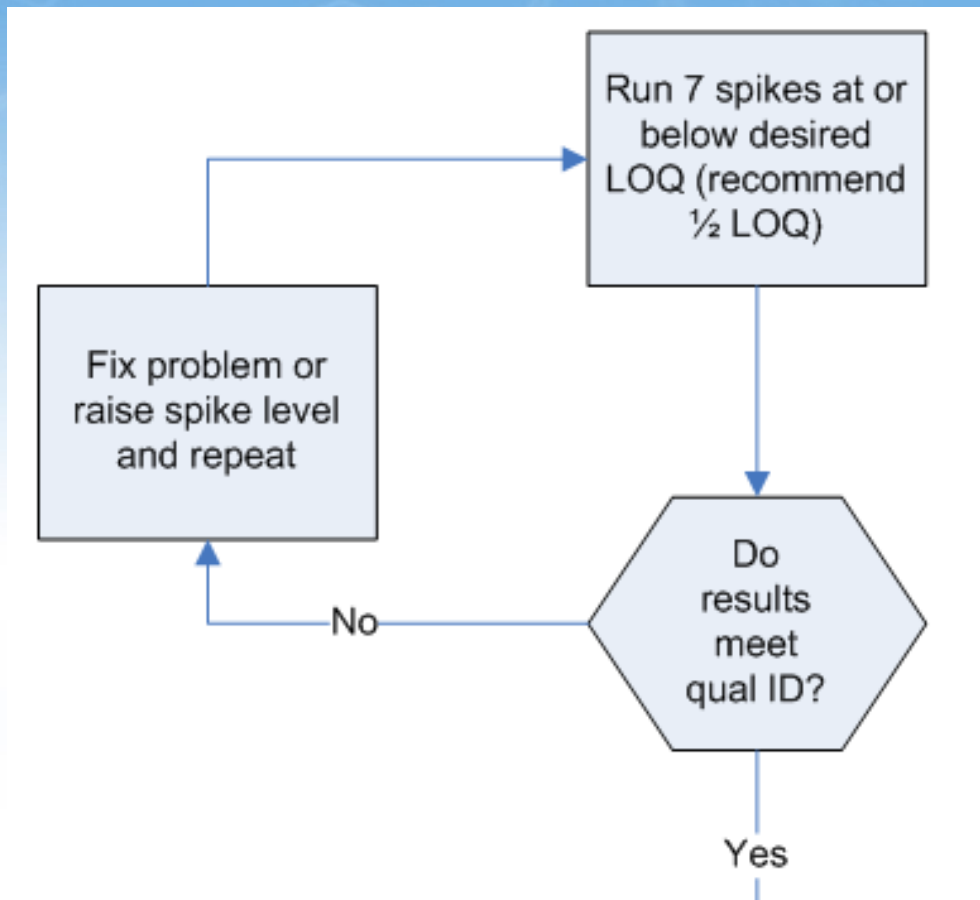 Run 7 spikes at or
below desired
LOQ (recommend
½ LOQ)
Fix problem or
raise spike level
and repeat
Do
results
meet
qual ID?
No
Yes